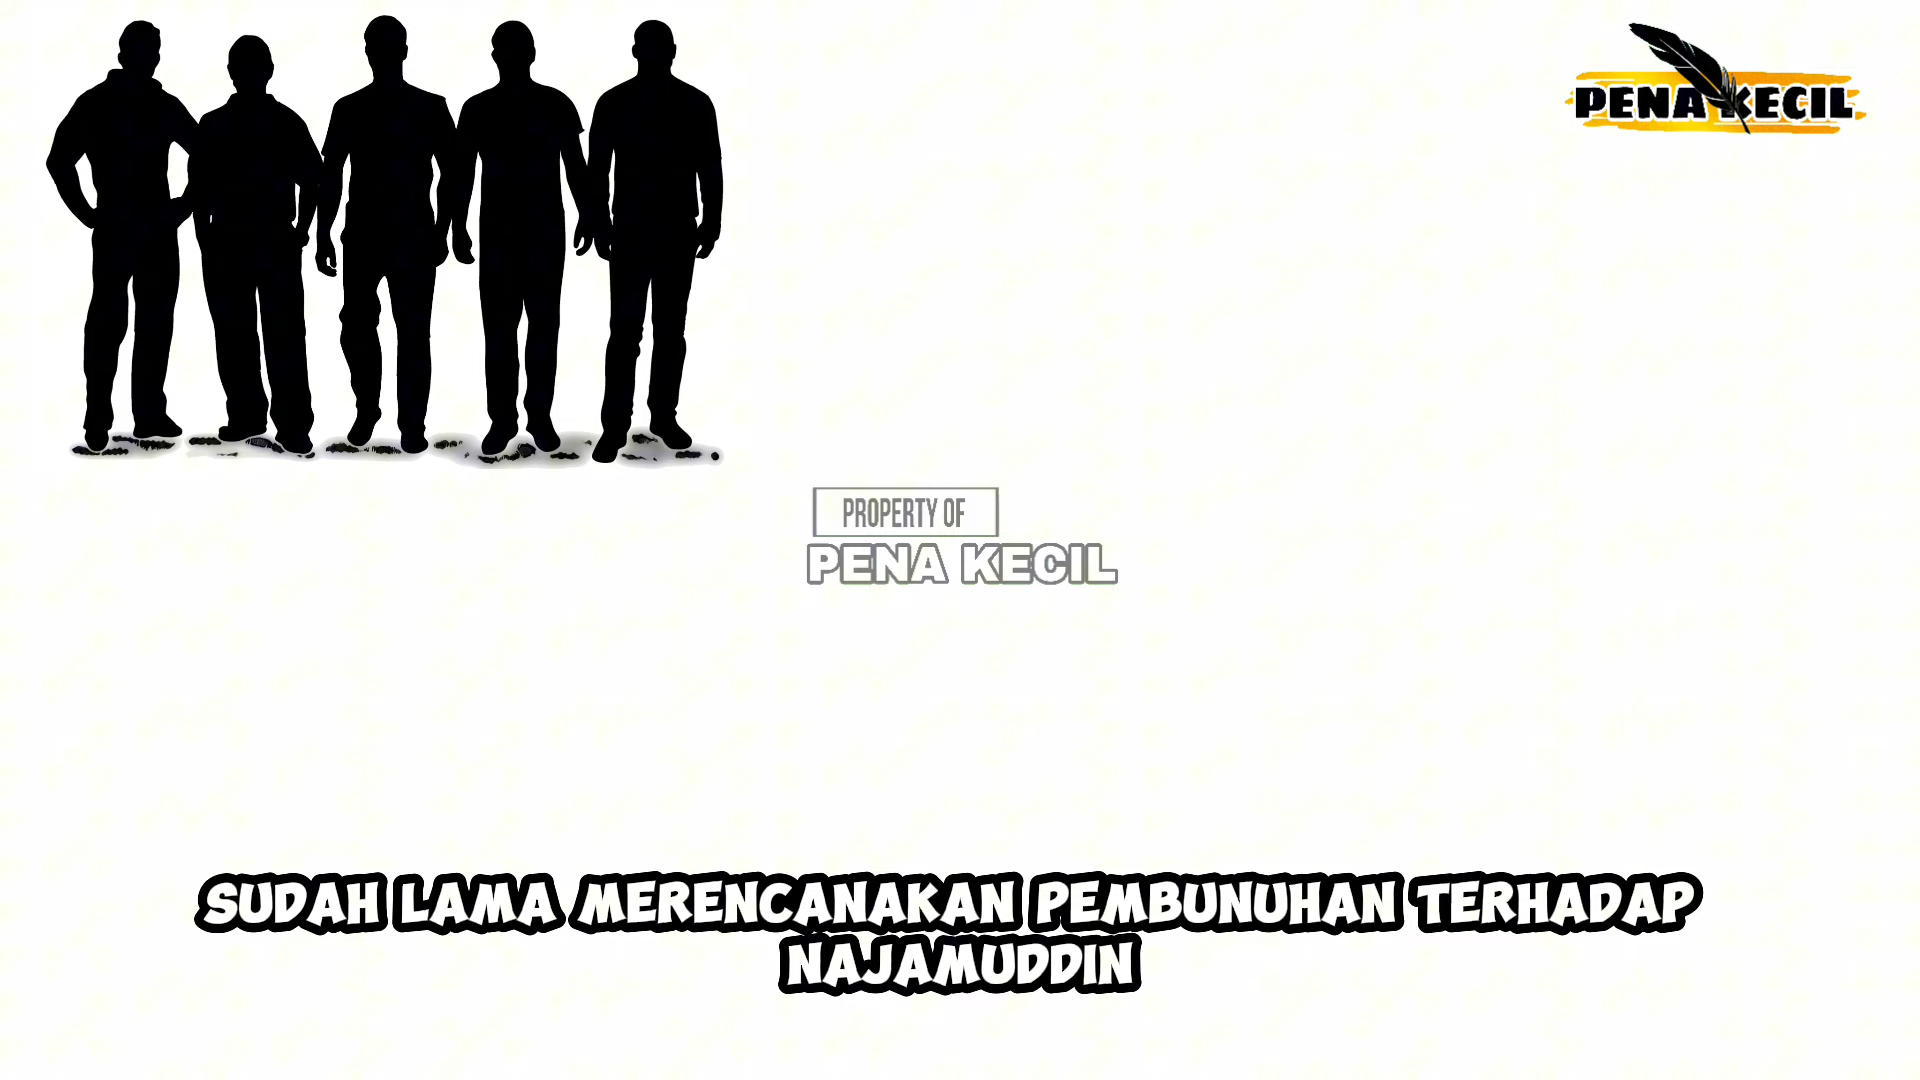 PENA KECIL
PROPERTY OF
PENA KECIL
SUDAH LAMA MERENCANAKAN PEMBUNUHAN TERHADAP
NAJAMUDDIN